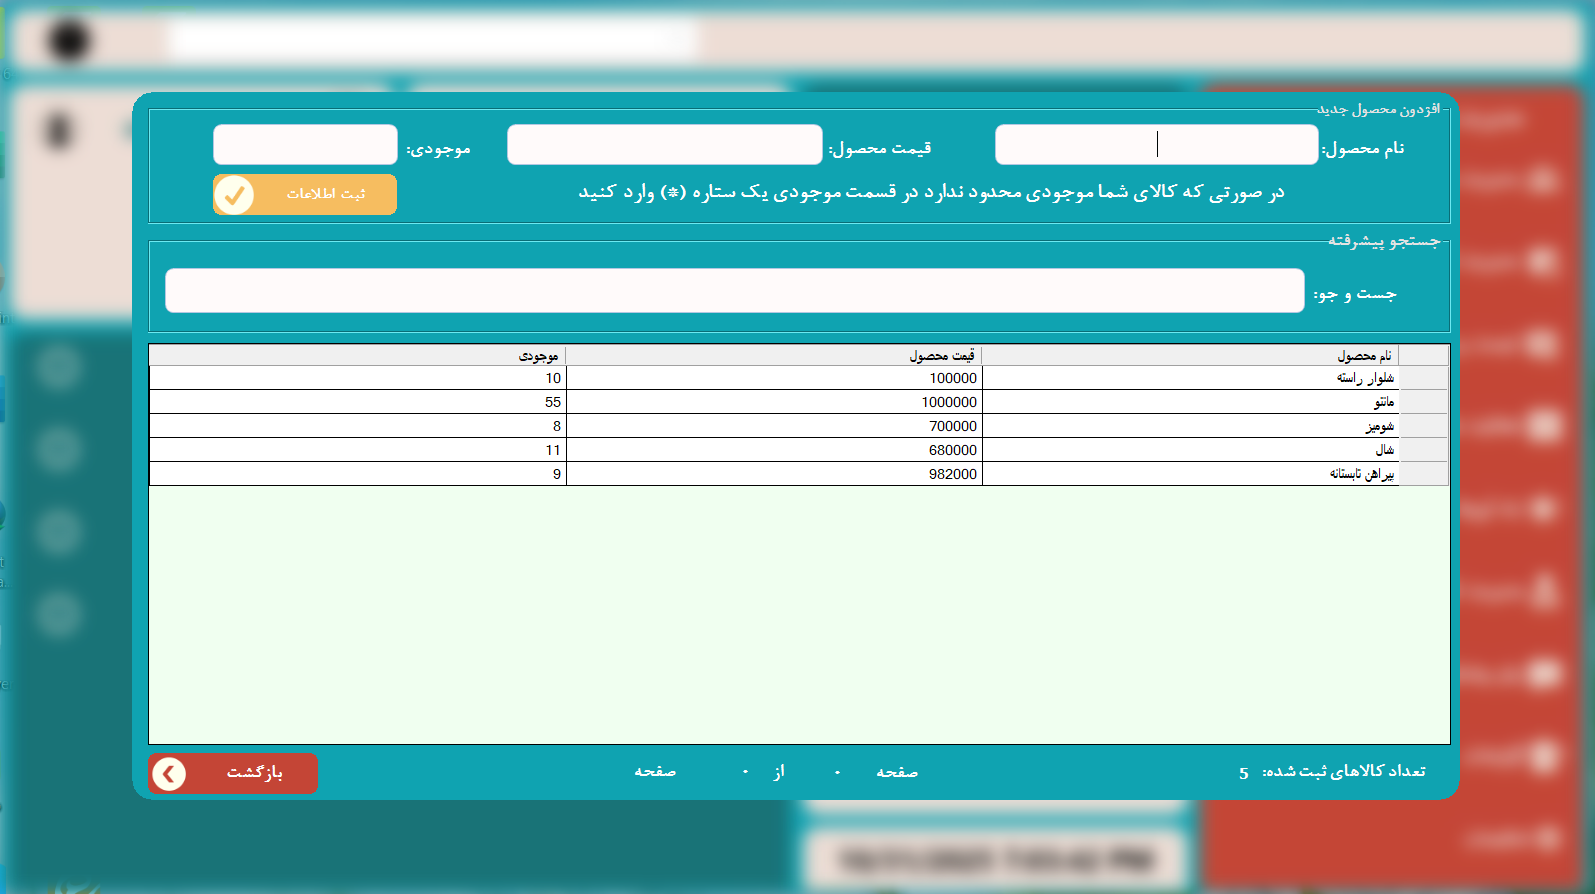 افزدون محصول جدید
نام محصول: قیمت محصول: موجودی:
در صورتی که کالای شما موجودی محدود ندارد در قسمت موجودی یک ستاره (*) وارد کنید
ثبت اطلاعات
جستجو پیشرفته
جست و جو:
نام محصول قیمت محصول موجودی
شلوار راسته 100000 10
مانتو 1000000 55
شومیز 700000 8
شال 680000 11
پیراهن تابستانه 982000 9
تعداد کالاهای ثبت شده: 5 صفحه ۰ از ۰ صفحه بازگشت